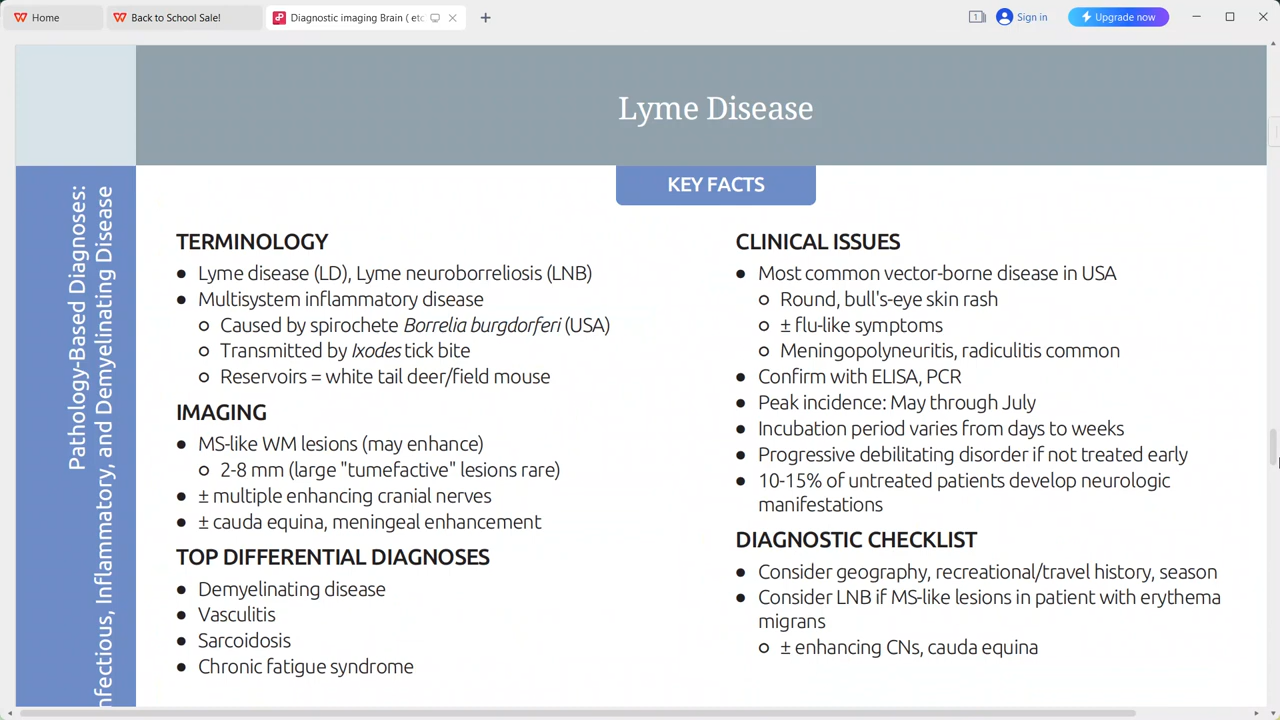 Home
Back to School Sale!
Diagnostic imaging Brain ( etc
Sign in
Upgrade now
Lyme Disease
KEY FACTS
Pathology-Based Diagnoses:
nfectious, Inflammatory, and Demyelinating Disease
TERMINOLOGY
● Lyme disease (LD), Lyme neuroborreliosis (LNB)
● Multisystem inflammatory disease
○ Caused by spirochete Borrelia burgdorferi (USA)
○ Transmitted by Ixodes tick bite
○ Reservoirs = white tail deer/field mouse
IMAGING
● MS-like WM lesions (may enhance)
○ 2-8 mm (large "tumefactive" lesions rare)
● ± multiple enhancing cranial nerves
● ± cauda equina, meningeal enhancement
TOP DIFFERENTIAL DIAGNOSES
● Demyelinating disease
● Vasculitis
● Sarcoidosis
● Chronic fatigue syndrome
CLINICAL ISSUES
● Most common vector-borne disease in USA
○ Round, bull's-eye skin rash
○ ± flu-like symptoms
○ Meningopolyneuritis, radiculitis common
● Confirm with ELISA, PCR
● Peak incidence: May through July
● Incubation period varies from days to weeks
● Progressive debilitating disorder if not treated early
● 10-15% of untreated patients develop neurologic
manifestations
DIAGNOSTIC CHECKLIST
● Consider geography, recreational/travel history, season
● Consider LNB if MS-like lesions in patient with erythema
migrans
○ ± enhancing CNs, cauda equina